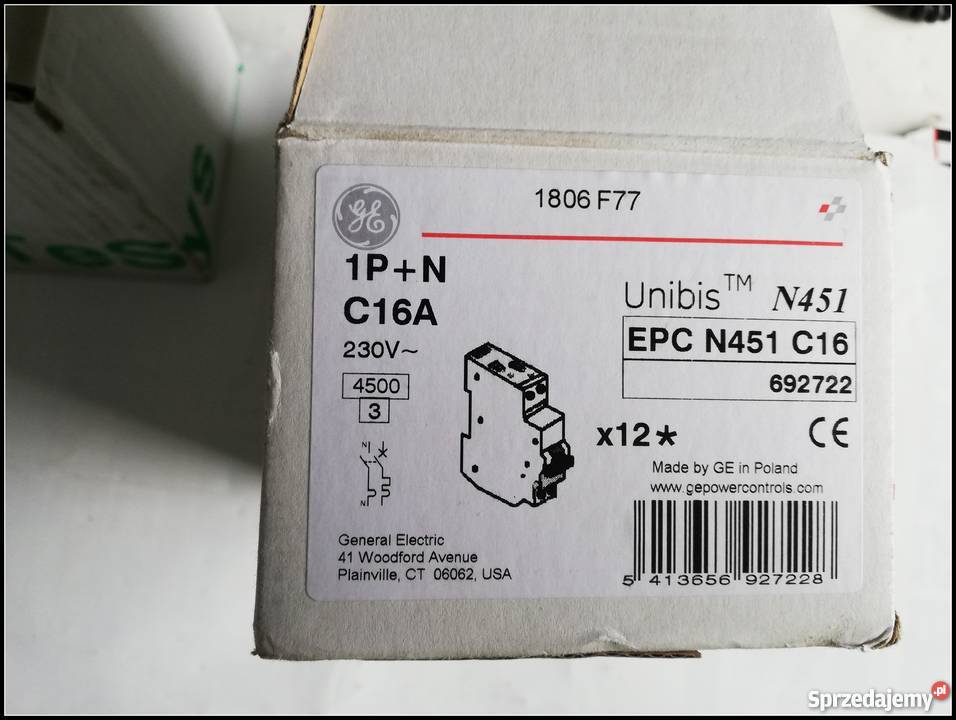 1806 F77
GE
1P+N
C16A
230V~
4500
3
N
N
Unibis™ N451
EPC N451 C16
692722
x12*
CE
Made by GE in Poland
www.gepowercontrols.com
General Electric
41 Woodford Avenue
Plainville, CT 06062, USA
5 413656 927228
Sprzedajemy.pl